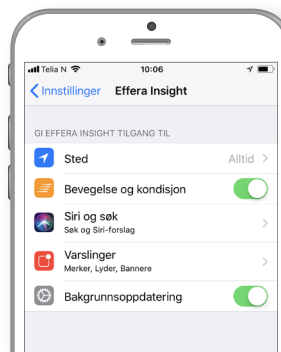 Telia N 10:06
Innstillinger Effera Insight
GI EFFERA INSIGHT TILGANG TIL
Sted Alltid
Bevegelse og kondisjon
Siri og søk
Søk og Siri-forslag
Varslinger
Merker, Lyder, Bannere
Bakgrunnsoppdatering